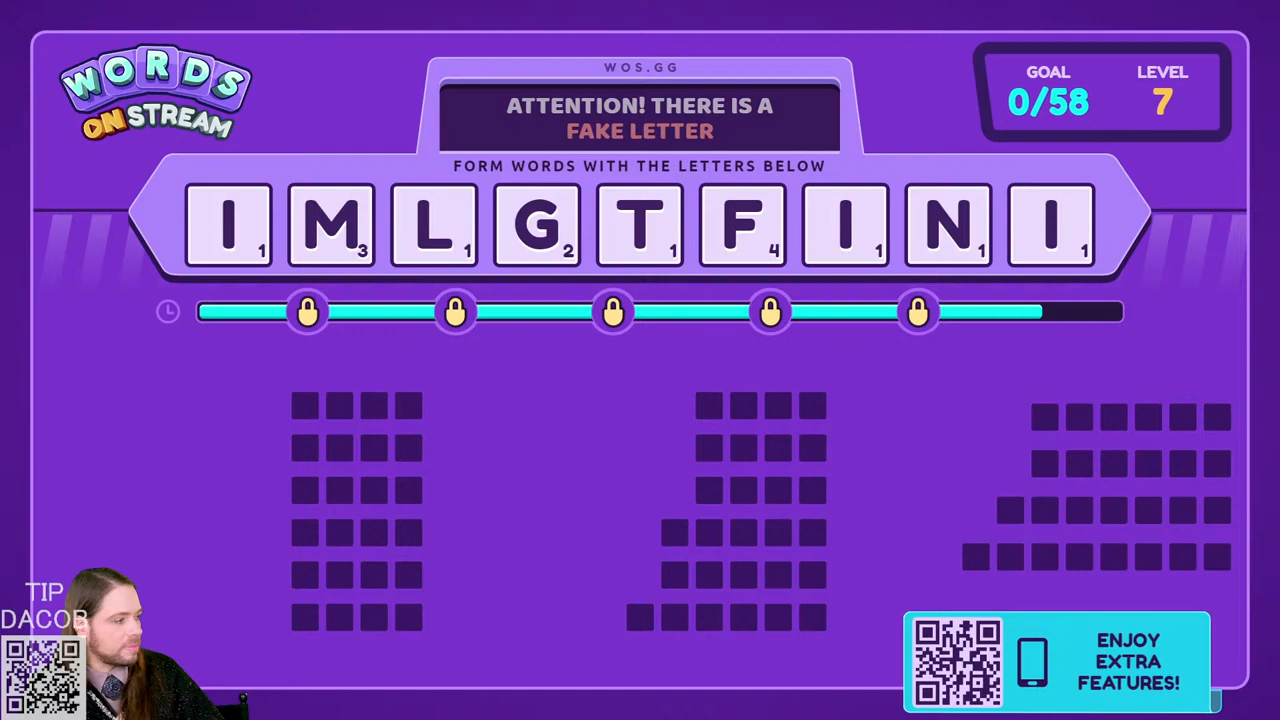 WORDS
ON STREAM
WOS.GG
ATTENTION! THERE IS A
FAKE LETTER
FORM WORDS WITH THE LETTERS BELOW
GOAL
0/58
LEVEL
7
I 1 M 3 L 1 G 2 T 1 F 4 I 1 N 1 I 1
TIP
DACOB
ENJOY
EXTRA
FEATURES!